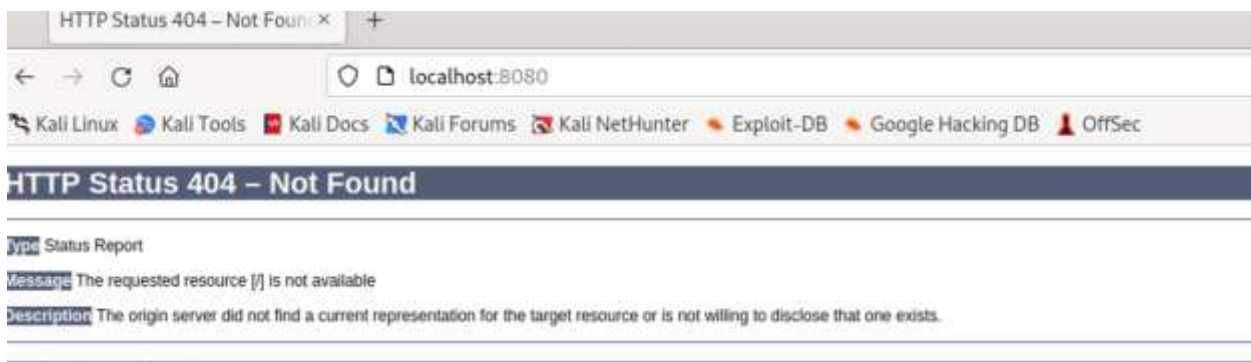 HTTP Status 404 – Not Foun
localhost:8080
Kali Linux Kali Tools Kali Docs Kali Forums Kali NetHunter Exploit-DB Google Hacking DB OffSec
HTTP Status 404 – Not Found
Type Status Report
Message The requested resource [/] is not available
Description The origin server did not find a current representation for the target resource or is not willing to disclose that one exists.